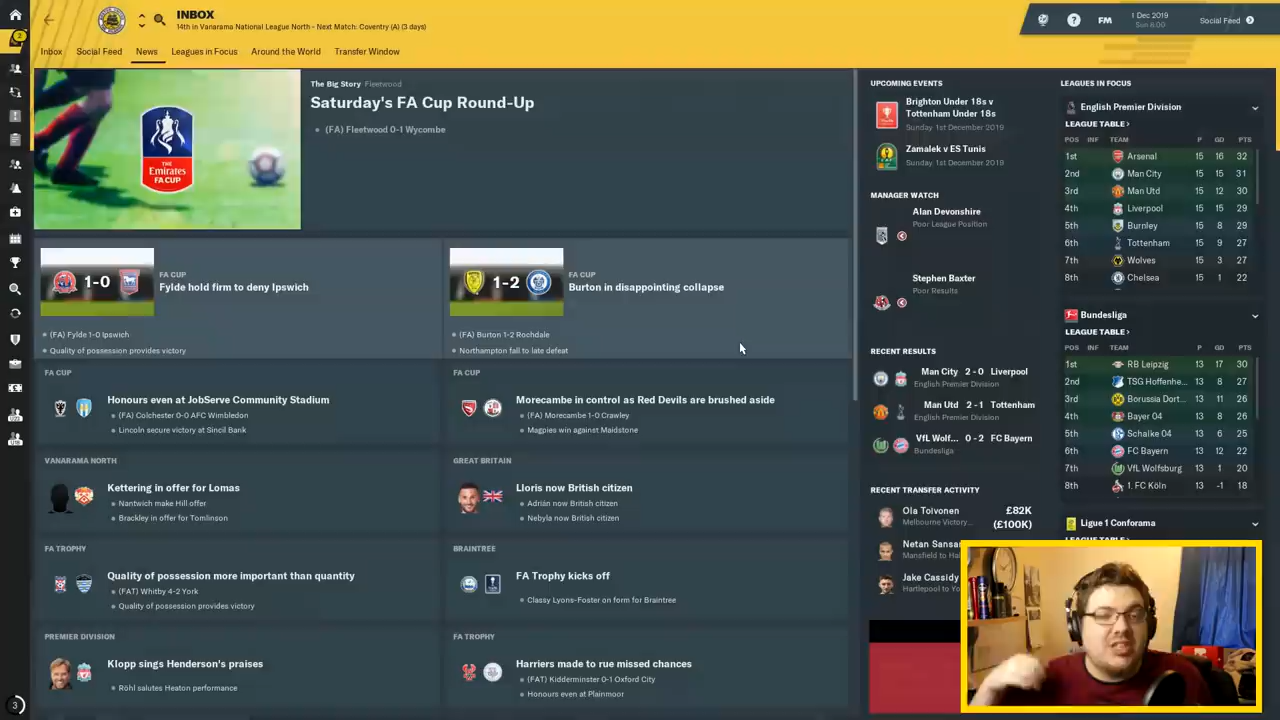 INBOX
14th in Vanarama National League North - Next Match: Coventry (A) (3 days)
FM
1 Dec 2019
Sun 8:00
Social Feed
2
Inbox
Social Feed
News
Leagues in Focus
Around the World
Transfer Window
THE Emirates FA CUP
The Big Story Fleetwood
Saturday's FA Cup Round-Up
(FA) Fleetwood 0-1 Wycombe
1-0
FA CUP
Fylde hold firm to deny Ipswich
(FA) Fylde 1-0 Ipswich
Quality of possession provides victory
1-2
FA CUP
Burton in disappointing collapse
(FA) Burton 1-2 Rochdale
Northampton fall to late defeat
FA CUP
Honours even at JobServe Community Stadium
(FA) Colchester 0-0 AFC Wimbledon
Lincoln secure victory at Sincil Bank
FA CUP
Morecambe in control as Red Devils are brushed aside
(FA) Morecambe 1-0 Crawley
Magpies win against Maidstone
VANARAMA NORTH
Kettering in offer for Lomas
Nantwich make Hill offer
Brackley in offer for Tomlinson
GREAT BRITAIN
Lloris now British citizen
Adrián now British citizen
Nebyla now British citizen
FA TROPHY
Quality of possession more important than quantity
(FAT) Whitby 4-2 York
Quality of possession provides victory
BRAINTREE
FA Trophy kicks off
Classy Lyons-Foster on form for Braintree
PREMIER DIVISION
Klopp sings Henderson's praises
Röhl salutes Heaton performance
FA TROPHY
Harriers made to rue missed chances
(FAT) Kidderminster 0-1 Oxford City
Honours even at Plainmoor
3
UPCOMING EVENTS
Brighton Under 18s v
Tottenham Under 18s
Sunday 1st December 2019
Zamalek v ES Tunis
Sunday 1st December 2019
MANAGER WATCH
Alan Devonshire
Poor League Position
Stephen Baxter
Poor Results
RECENT RESULTS
Man City 2 - 0 Liverpool
English Premier Division
Man Utd 2 - 1 Tottenham
English Premier Division
VfL Wolf... 0 - 2 FC Bayern
Bundesliga
RECENT TRANSFER ACTIVITY
Ola Toivonen £82K
Melbourne Victory... (£100K)
Netan Sansa
Mansfield to Ha
Jake Cassidy
Hartlepool to Yo
LEAGUES IN FOCUS
English Premier Division
LEAGUE TABLE >
POS INF TEAM P GD PTS
1st Arsenal 15 16 32
2nd Man City 15 15 31
3rd Man Utd 15 12 30
4th Liverpool 15 15 29
5th Burnley 15 8 29
6th Tottenham 15 9 27
7th Wolves 15 3 27
8th Chelsea 15 1 22
Bundesliga
LEAGUE TABLE >
POS INF TEAM P GD PTS
1st RB Leipzig 13 17 30
2nd TSG Hoffenhe... 13 8 27
3rd Borussia Dort... 13 11 26
4th Bayer 04 13 8 26
5th Schalke 04 13 6 25
6th FC Bayern 13 12 22
7th VfL Wolfsburg 13 1 20
8th 1. FC Köln 13 -1 18
Ligue 1 Conforama